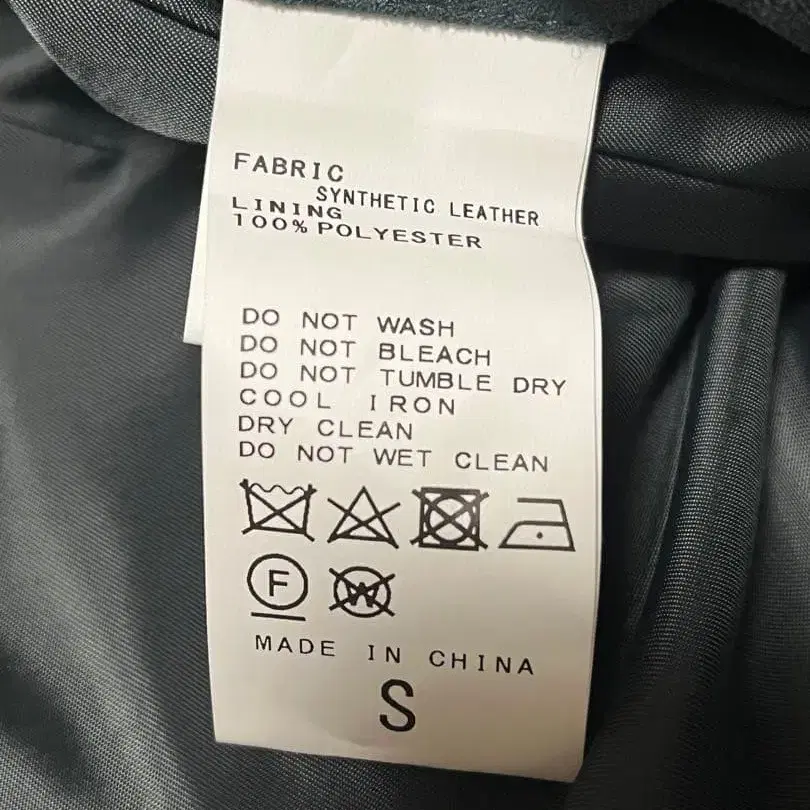 FABRIC
SYNTHETIC LEATHER
LINING
100% POLYESTER
DO NOT WASH
DO NOT BLEACH
DO NOT TUMBLE DRY
COOL IRON
DRY CLEAN
DO NOT WET CLEAN
F W
MADE IN CHINA
S